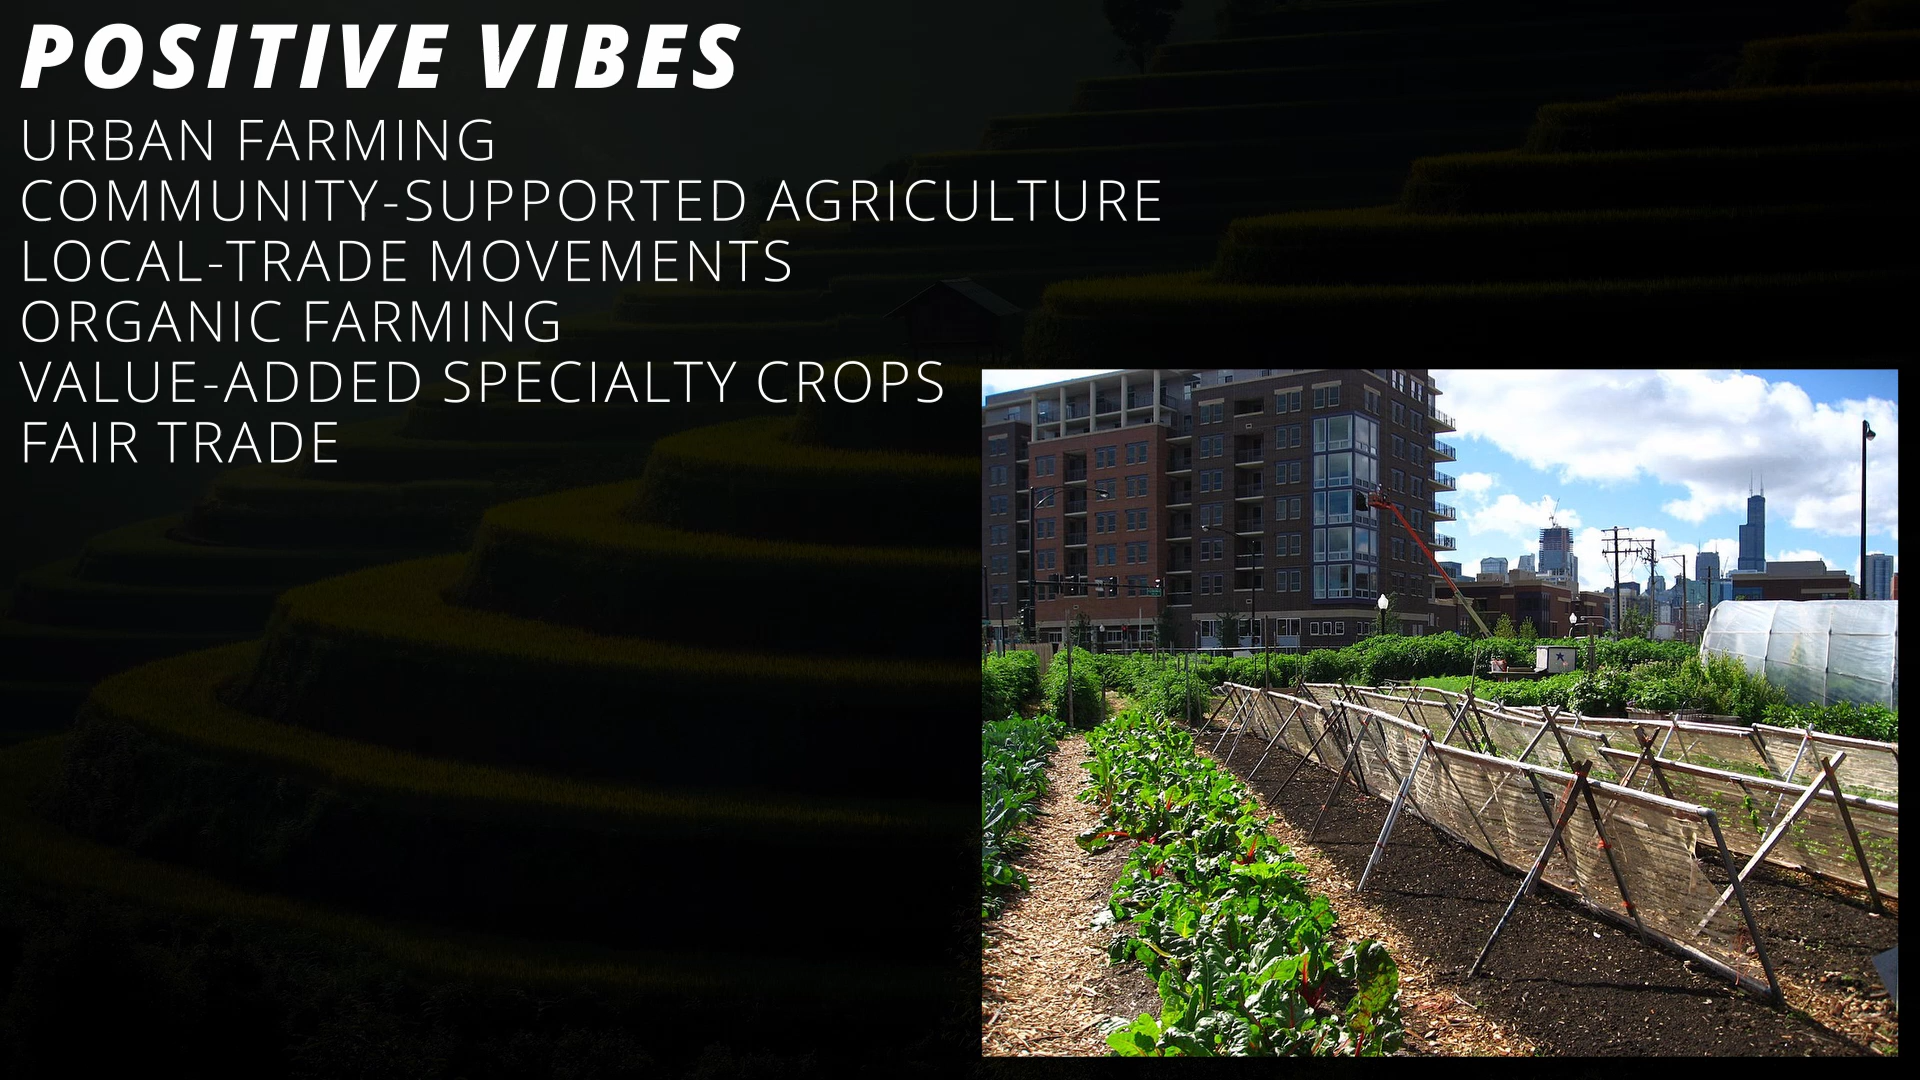 POSITIVE VIBES
URBAN FARMING
COMMUNITY-SUPPORTED AGRICULTURE
LOCAL-TRADE MOVEMENTS
ORGANIC FARMING
VALUE-ADDED SPECIALTY CROPS
FAIR TRADE